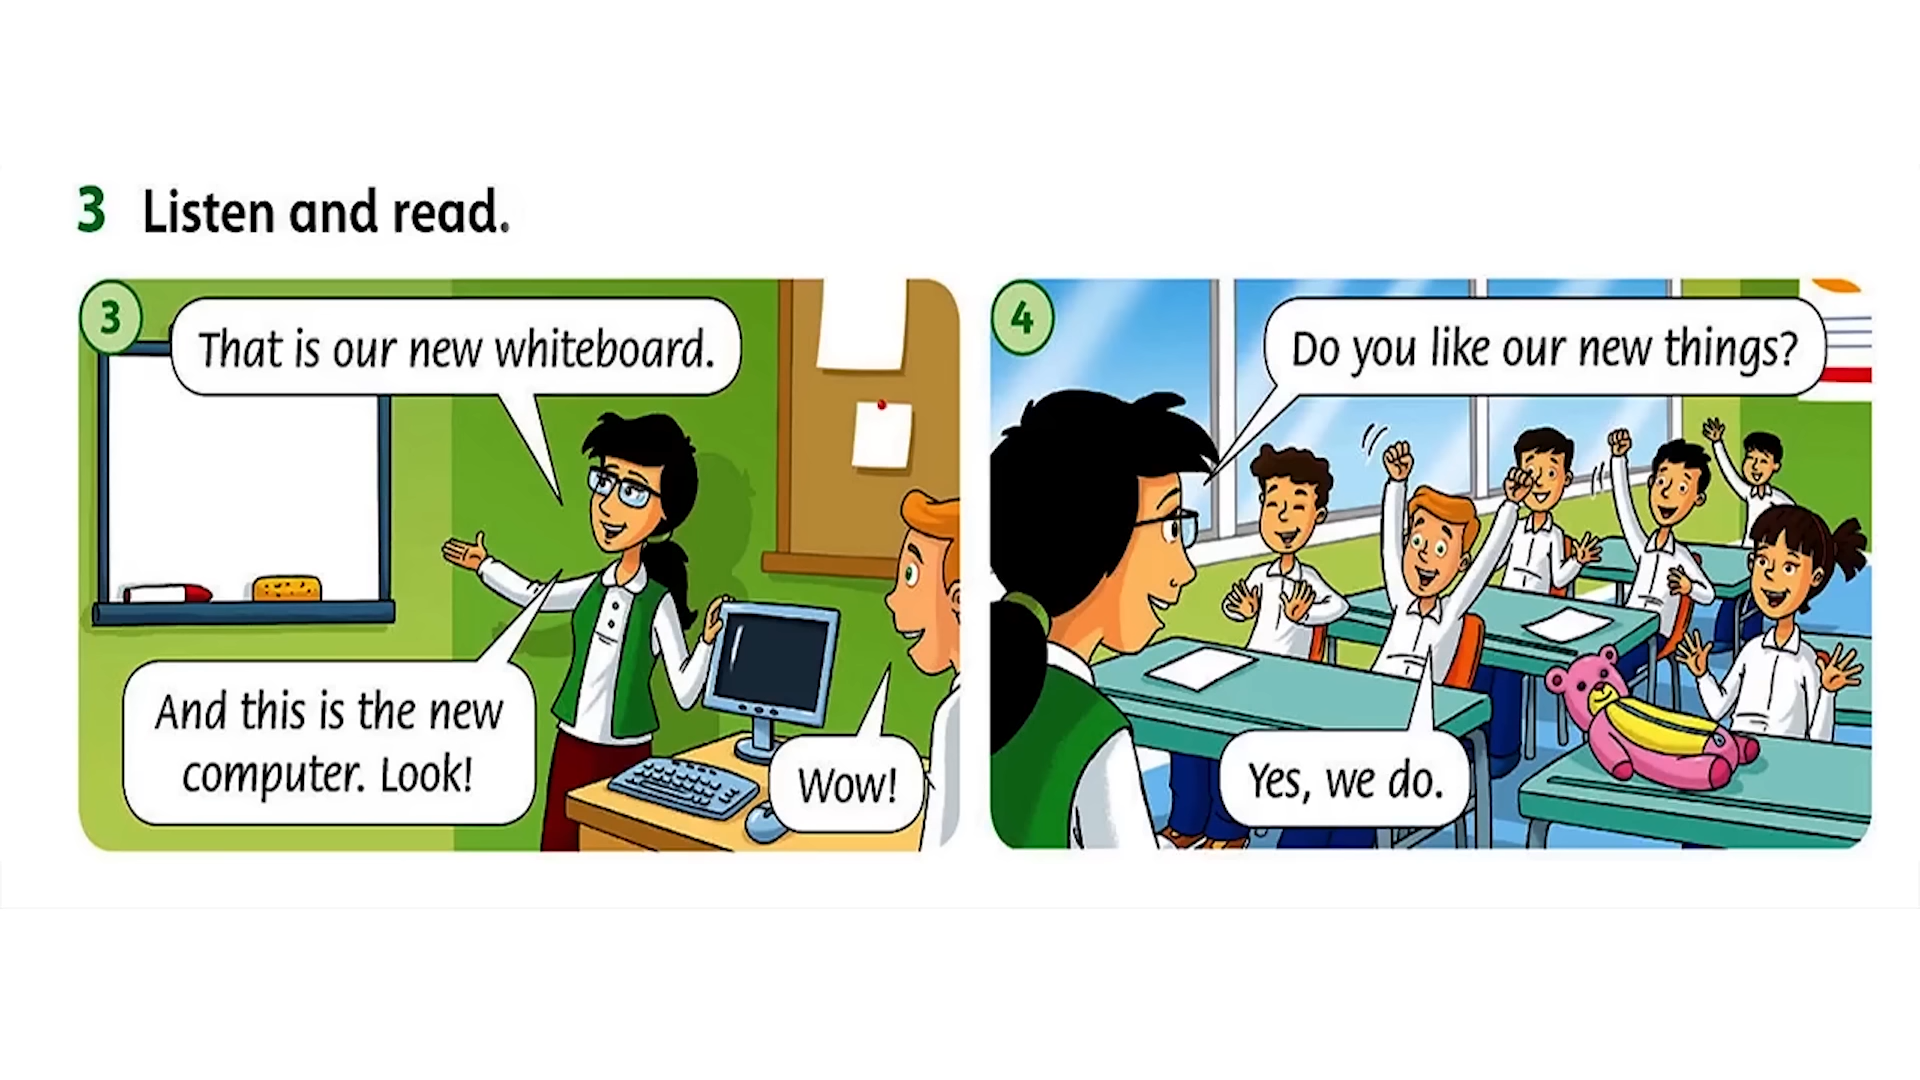 3 Listen and read.
3
That is our new whiteboard.
And this is the new
computer. Look!
Wow!
4
Do you like our new things?
Yes, we do.